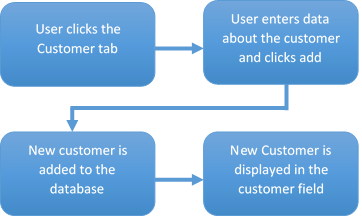 User clicks the
Customer tab
User enters data
about the customer
and clicks add
New customer is
added to the
database
New Customer is
displayed in the
customer field